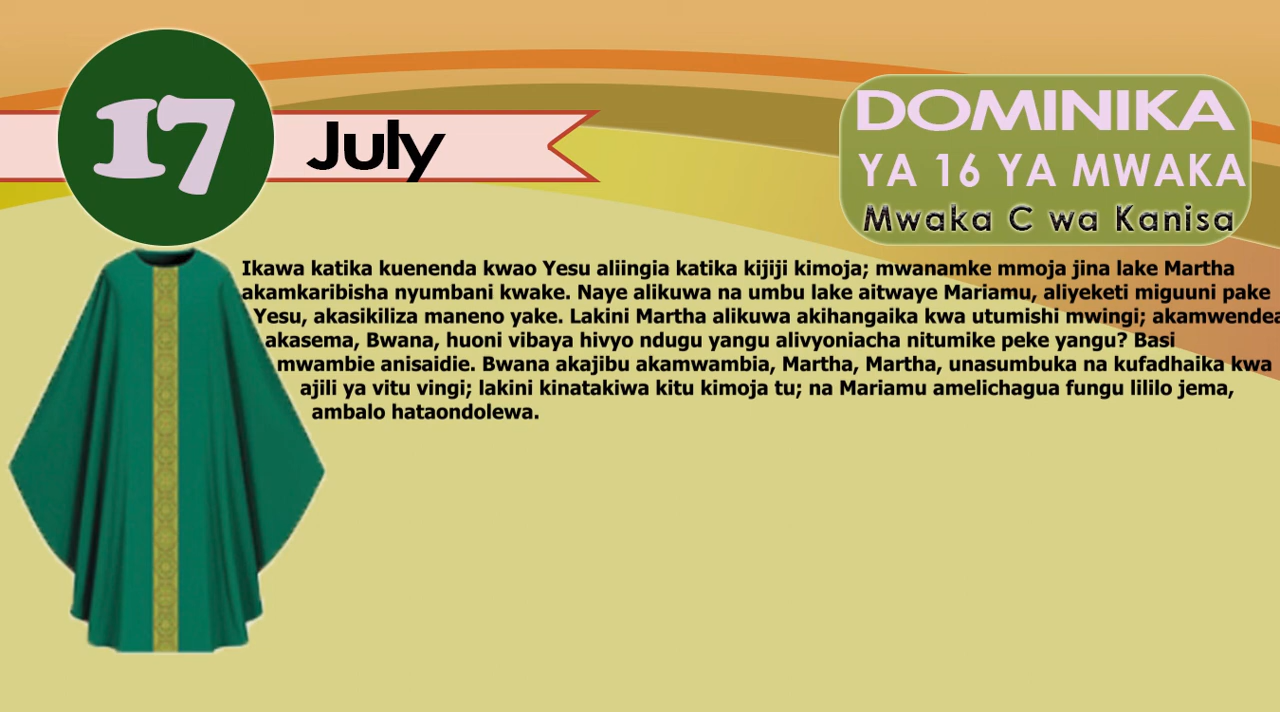 17
July
DOMINIKA
YA 16 YA MWAKA
Mwaka C wa Kanisa
Ikawa katika kuenenda kwao Yesu aliingia katika kijiji kimoja; mwanamke mmoja jina lake Martha
akamkaribisha nyumbani kwake. Naye alikuwa na umbu lake aitwaye Mariamu, aliyeketi miguuni pake
Yesu, akasikiliza maneno yake. Lakini Martha alikuwa akihangaika kwa utumishi mwingi; akamwendea
akasema, Bwana, huoni vibaya hivyo ndugu yangu alivyoniacha nitumike peke yangu? Basi
mwambie anisaidie. Bwana akajibu akamwambia, Martha, Martha, unasumbuka na kufadhaika kwa
ajili ya vitu vingi; lakini kinatakiwa kitu kimoja tu; na Mariamu amelichagua fungu lililo jema,
ambalo hataondolewa.